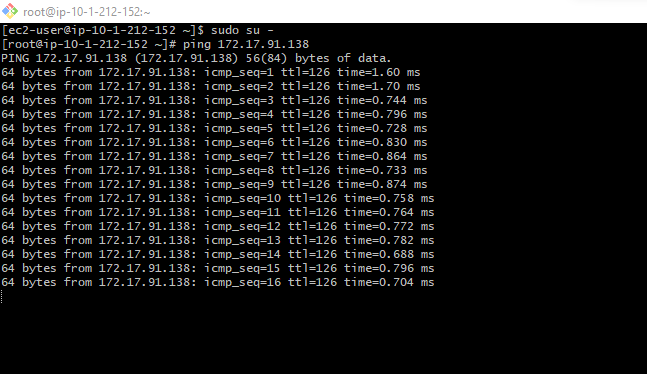 root@ip-10-1-212-152:~
[ec2-user@ip-10-1-212-152 ~]$ sudo su -
[root@ip-10-1-212-152 ~]# ping 172.17.91.138
PING 172.17.91.138 (172.17.91.138) 56(84) bytes of data.
64 bytes from 172.17.91.138: icmp_seq=1 ttl=126 time=1.60 ms
64 bytes from 172.17.91.138: icmp_seq=2 ttl=126 time=1.70 ms
64 bytes from 172.17.91.138: icmp_seq=3 ttl=126 time=0.744 ms
64 bytes from 172.17.91.138: icmp_seq=4 ttl=126 time=0.796 ms
64 bytes from 172.17.91.138: icmp_seq=5 ttl=126 time=0.728 ms
64 bytes from 172.17.91.138: icmp_seq=6 ttl=126 time=0.830 ms
64 bytes from 172.17.91.138: icmp_seq=7 ttl=126 time=0.864 ms
64 bytes from 172.17.91.138: icmp_seq=8 ttl=126 time=0.733 ms
64 bytes from 172.17.91.138: icmp_seq=9 ttl=126 time=0.874 ms
64 bytes from 172.17.91.138: icmp_seq=10 ttl=126 time=0.758 ms
64 bytes from 172.17.91.138: icmp_seq=11 ttl=126 time=0.764 ms
64 bytes from 172.17.91.138: icmp_seq=12 ttl=126 time=0.772 ms
64 bytes from 172.17.91.138: icmp_seq=13 ttl=126 time=0.782 ms
64 bytes from 172.17.91.138: icmp_seq=14 ttl=126 time=0.688 ms
64 bytes from 172.17.91.138: icmp_seq=15 ttl=126 time=0.796 ms
64 bytes from 172.17.91.138: icmp_seq=16 ttl=126 time=0.704 ms